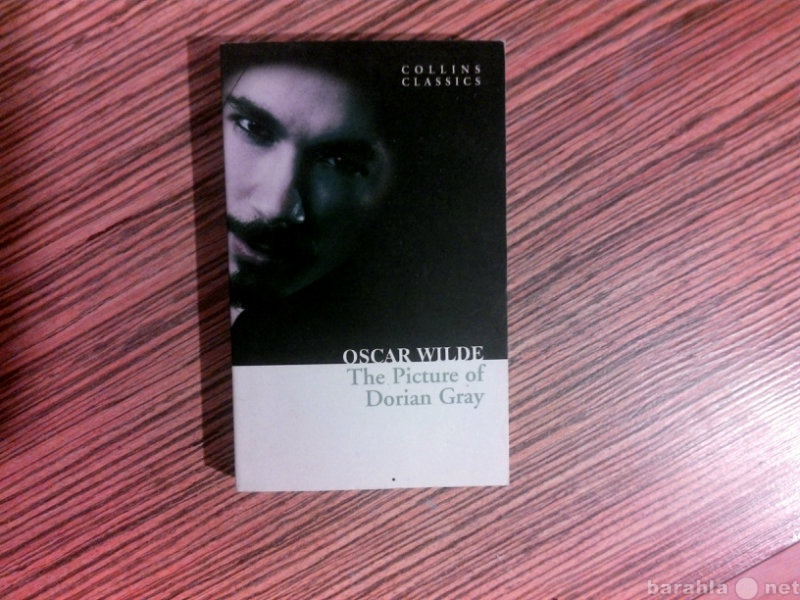 COLLINS
CLASSICS
OSCAR WILDE
The Picture of
Dorian Gray
barahla net